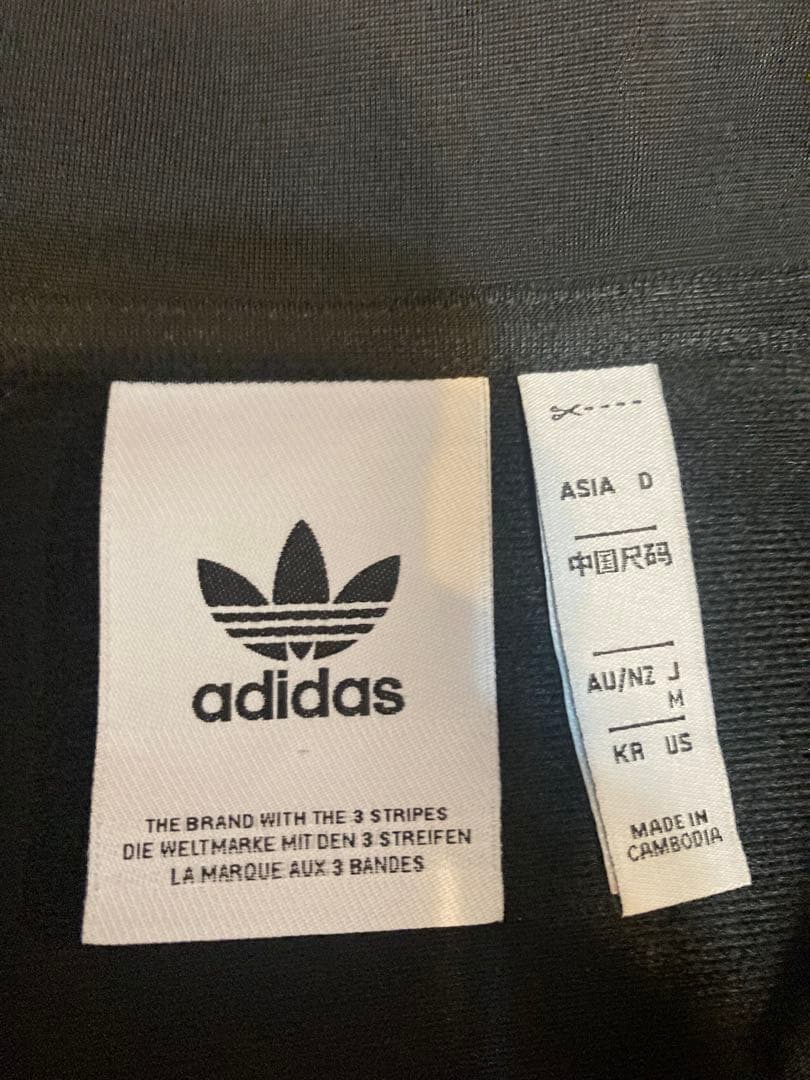 adidas
THE BRAND WITH THE 3 STRIPES
DIE WELTMARKE MIT DEN 3 STREIFEN
LA MARQUE AUX 3 BANDES
ASIA D
中国尺码
AU/NZ J
M
KR US
MADE IN
CAMBODIA